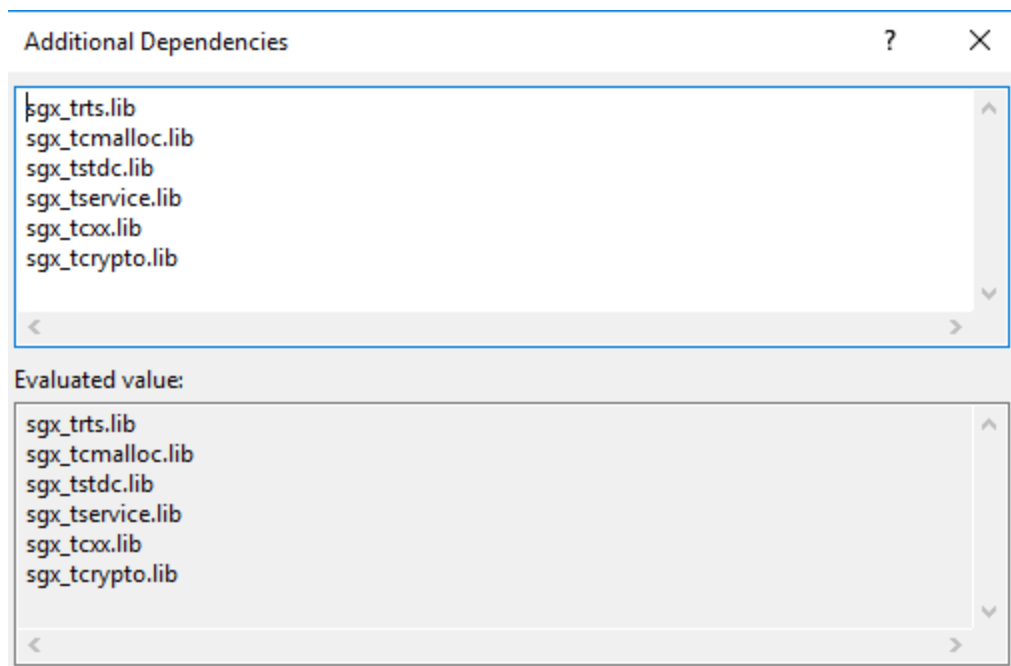 Additional Dependencies ? ×
sgx_trts.lib
sgx_tcmalloc.lib
sgx_tstdc.lib
sgx_tservice.lib
sgx_tcxx.lib
sgx_tcrypto.lib
Evaluated value:
sgx_trts.lib
sgx_tcmalloc.lib
sgx_tstdc.lib
sgx_tservice.lib
sgx_tcxx.lib
sgx_tcrypto.lib